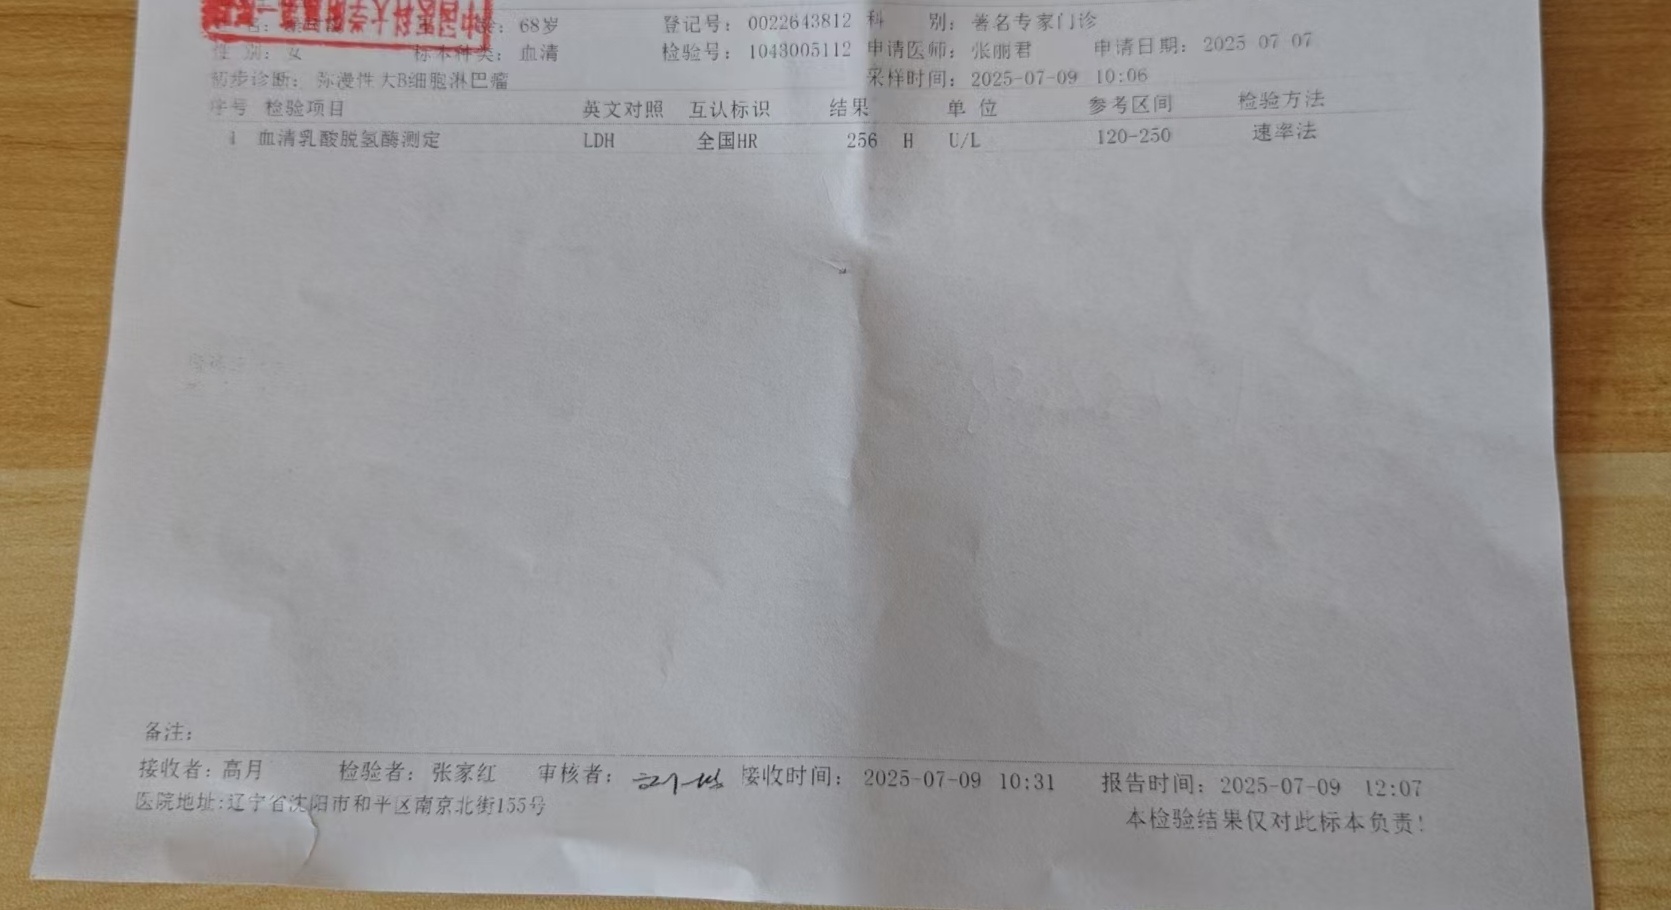 68岁 登记号: 0022643812 科 别: 著名专家门诊
性 别: 女 标本种类: 血清 检验号: 1043005112 申请医师: 张丽君 申请日期: 2025 07 07
初步诊断: 弥漫性大B细胞淋巴瘤 采样时间: 2025-07-09 10:06
序号 检验项目 英文对照 互认标识 结果 单 位 参考区间 检验方法
1 血清乳酸脱氢酶测定 LDH 全国HR 256 H U/L 120-250 速率法
备注:
接收者: 高月 检验者: 张家红 审核者: 接收时间: 2025-07-09 10:31 报告时间: 2025-07-09 12:07
医院地址:辽宁省沈阳市和平区南京北街155号
本检验结果仅对此标本负责!